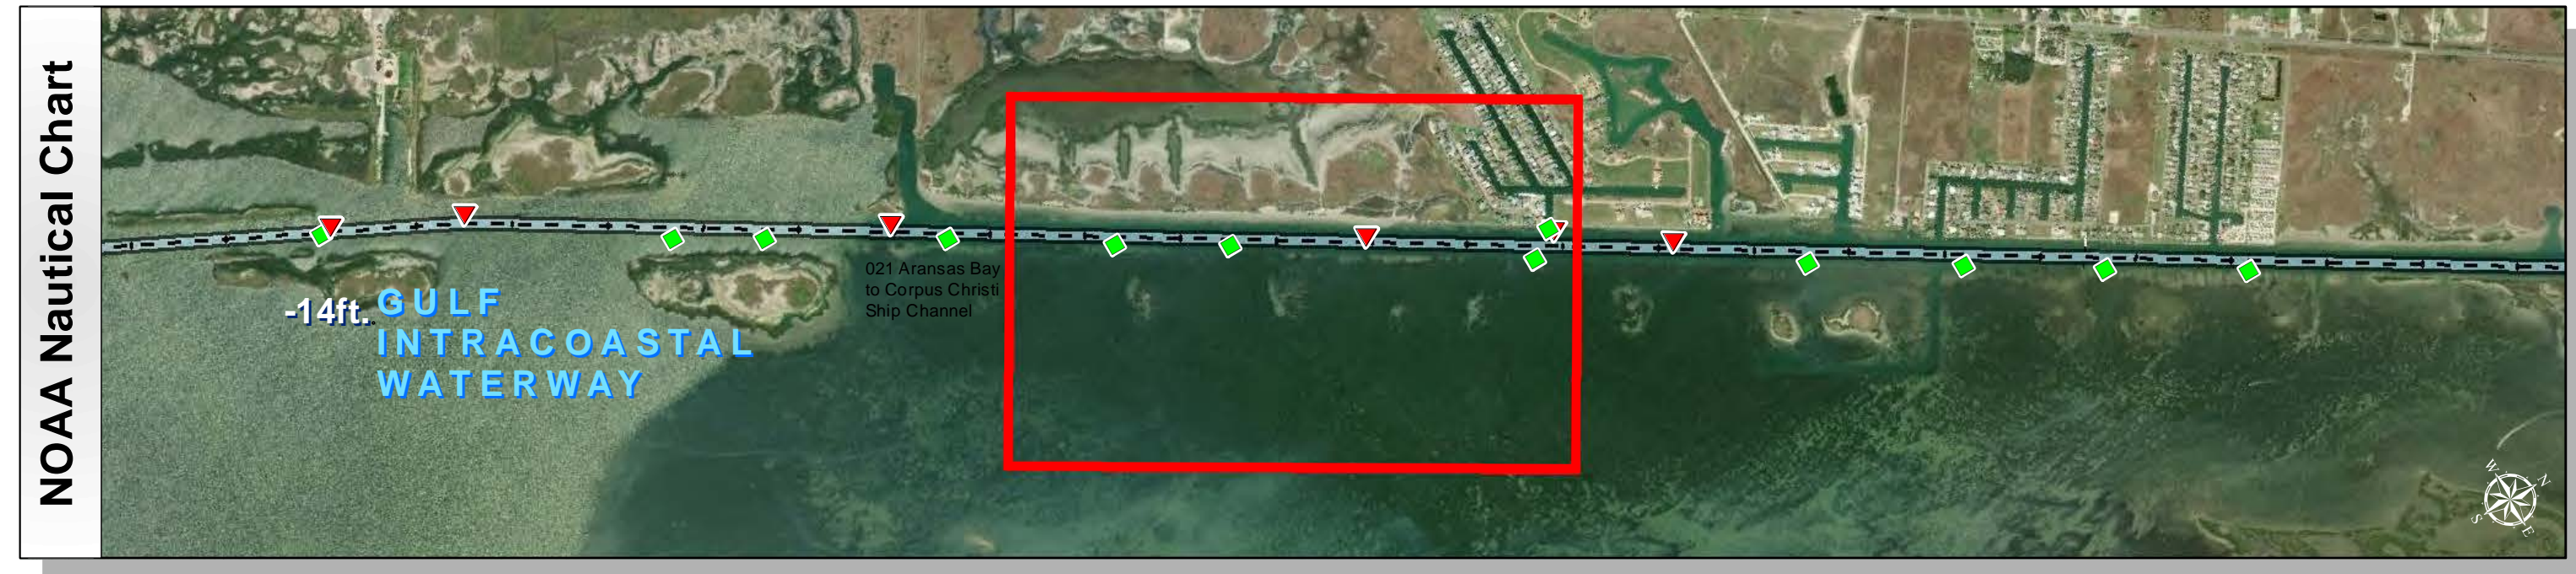 NOAA Nautical Chart
021 Aransas Bay
to Corpus Christi
Ship Channel
-14ft.
GULF
INTRACOASTAL
WATERWAY
W
N
S
E